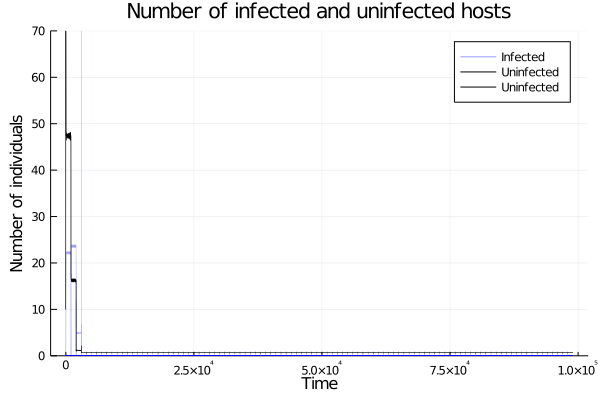 Number of infected and uninfected hosts
Number of individuals
70
60
50
40
30
20
10
0
Infected
Uninfected
Uninfected
0
2.5×10⁴
5.0×10⁴
7.5×10⁴
1.0×10⁵
Time